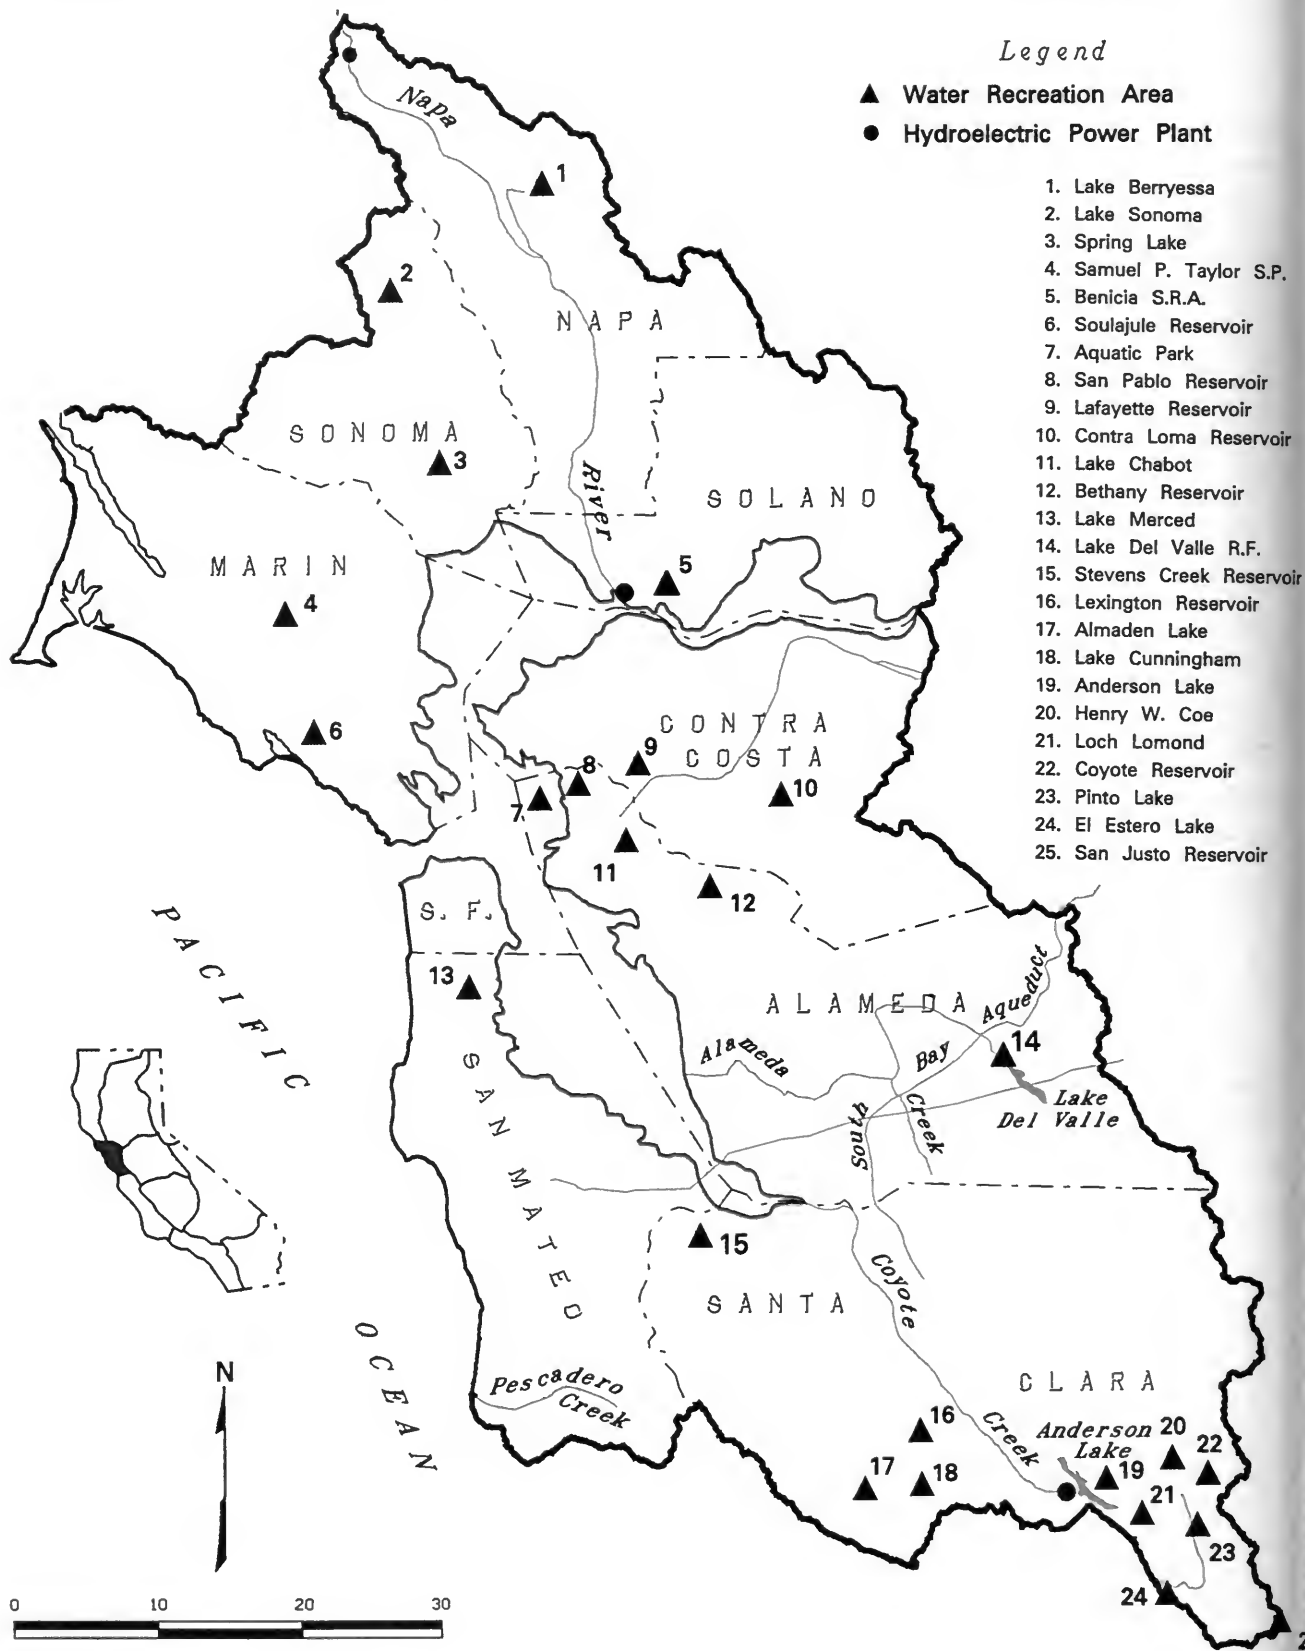 Legend
▲ Water Recreation Area
● Hydroelectric Power Plant
1. Lake Berryessa
2. Lake Sonoma
3. Spring Lake
4. Samuel P. Taylor S.P.
5. Benicia S.R.A.
6. Soulajule Reservoir
7. Aquatic Park
8. San Pablo Reservoir
9. Lafayette Reservoir
10. Contra Loma Reservoir
11. Lake Chabot
12. Bethany Reservoir
13. Lake Merced
14. Lake Del Valle R.F.
15. Stevens Creek Reservoir
16. Lexington Reservoir
17. Almaden Lake
18. Lake Cunningham
19. Anderson Lake
20. Henry W. Coe
21. Loch Lomond
22. Coyote Reservoir
23. Pinto Lake
24. El Estero Lake
25. San Justo Reservoir
Napa
1
2
NAPA
SONOMA
3
River
SOLANO
MARIN
5
4
6
CONTRA
COSTA
9
8
7
10
11
12
S. F.
PACIFIC
13
ALAMEDA
Aqueduct
Alameda
Bay
14
Lake
Del Valle
South
Creek
SAN MATEO
15
Coyote
SANTA
OCEAN
N
Pescadero
Creek
CLARA
16
Creek
Anderson
Lake
20
22
17
18
19
21
23
24
0 10 20 30